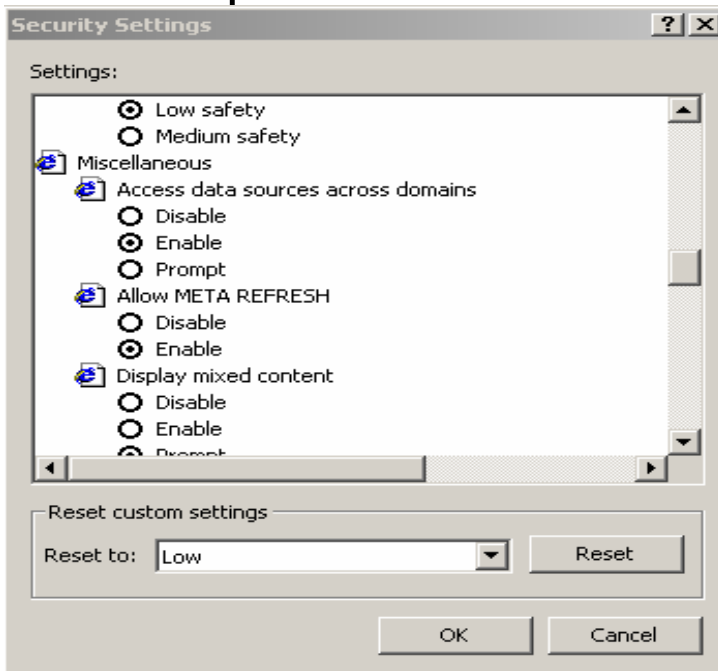 Security Settings
Settings:
Low safety
Medium safety
Miscellaneous
Access data sources across domains
Disable
Enable
Prompt
Allow META REFRESH
Disable
Enable
Display mixed content
Disable
Enable
Prompt
Reset custom settings
Reset to: Low Reset
OK Cancel